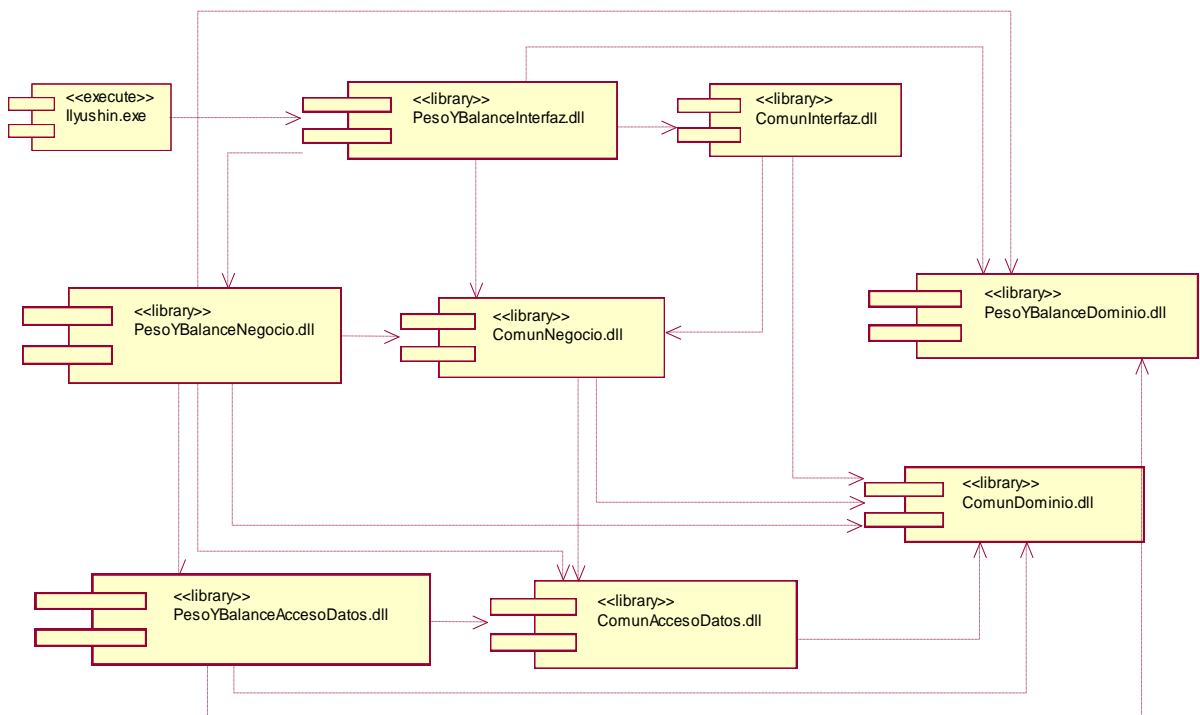 <<execute>>
Ilyushin.exe
<<library>>
PesoYBalanceInterfaz.dll
<<library>>
ComunInterfaz.dll
<<library>>
PesoYBalanceNegocio.dll
<<library>>
ComunNegocio.dll
<<library>>
PesoYBalanceDominio.dll
<<library>>
ComunDominio.dll
<<library>>
PesoYBalanceAccesoDatos.dll
<<library>>
ComunAccesoDatos.dll